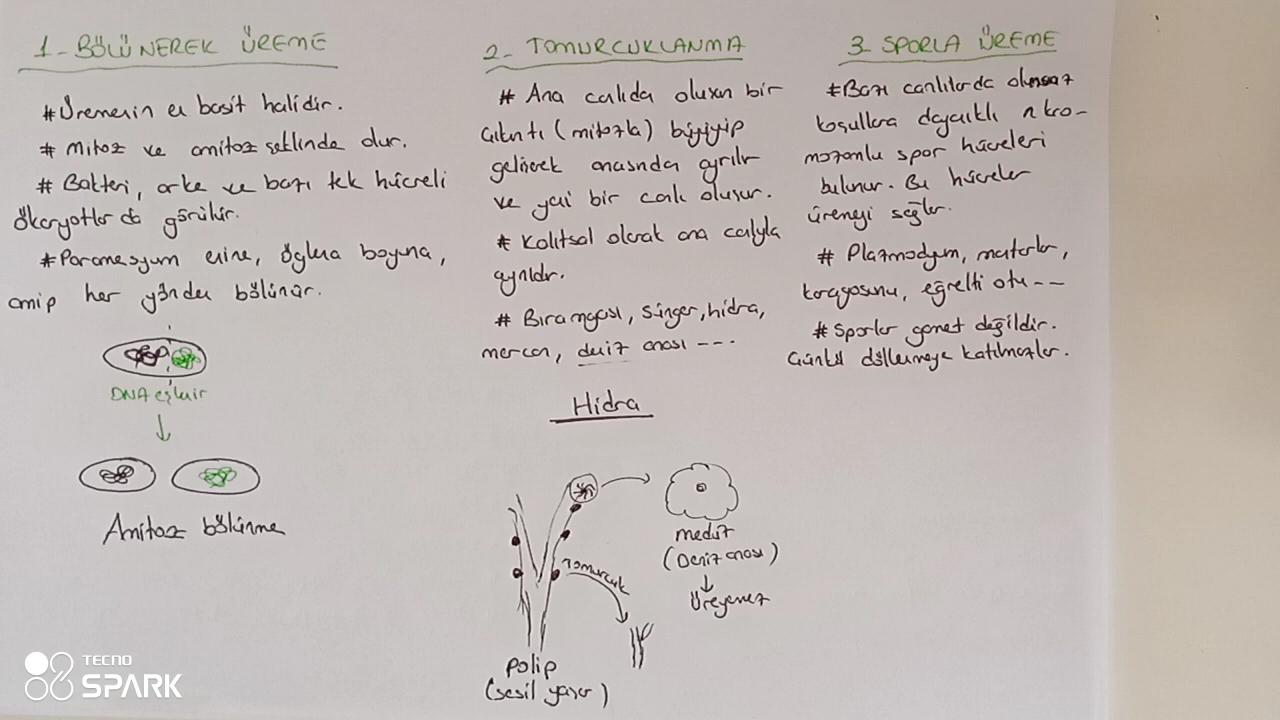 1- BÖLÜNEREK ÜREME
# Üremenin en basit halidir.
# Mitoz ve amitoz şeklinde olur.
# Bakteri, arke ve bazı tek hücreli
ökaryotlarda görülür.
# Paramesyum enine, öglena boyuna,
amip her yönden bölünür.
DNA eşlenir
Amitoz bölünme
2- TOMURCUKLANMA
# Ana canlıda oluşan bir
çıkıntı (mitozla) büyüyüp
gelişerek anasından ayrılır
ve yeni bir canlı oluşur.
# Kalıtsal olarak ana canlıyla
aynıdır.
# Bira mayası, sünger, hidra,
mercan, deniz anası ---
Hidra
Tomurcuk
meduz
(Deniz anası)
Üreyemez
polip
(sesil yaşar)
3- SPORLA ÜREME
# Bazı canlılarda olumsuz
koşullara dayanıklı n kro-
mozomlu spor hücreleri
bulunur. Bu hücreler
üremeyi sağlar.
# Plazmodyum, mantarlar,
karayosunu, eğrelti otu ---
# Sporlar gamet değildir.
Çünkü döllenmeye katılmazlar.
TECNO
SPARK